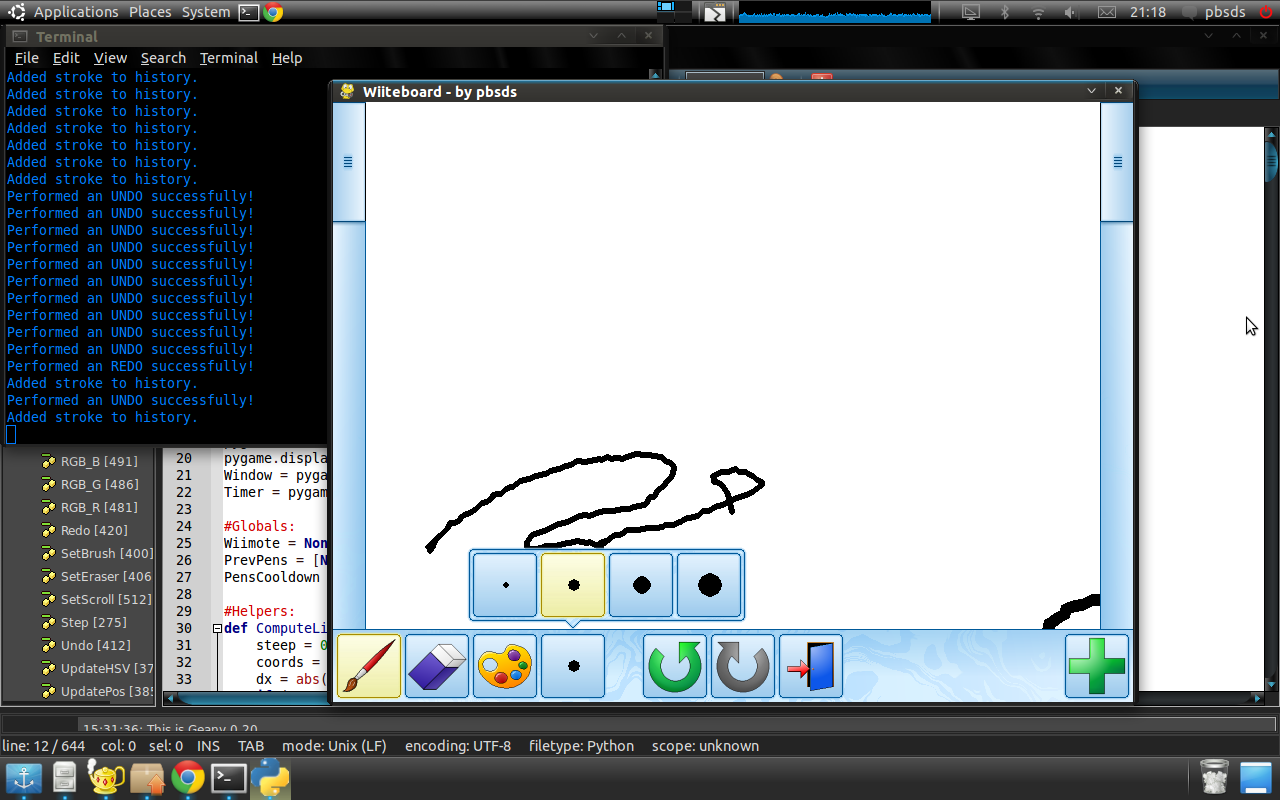 Applications Places System 21:18 pbsds
Terminal
File Edit View Search Terminal Help
Added stroke to history.
Added stroke to history.
Added stroke to history.
Added stroke to history.
Added stroke to history.
Added stroke to history.
Added stroke to history.
Performed an UNDO successfully!
Performed an UNDO successfully!
Performed an UNDO successfully!
Performed an UNDO successfully!
Performed an UNDO successfully!
Performed an UNDO successfully!
Performed an UNDO successfully!
Performed an UNDO successfully!
Performed an UNDO successfully!
Performed an UNDO successfully!
Performed an REDO successfully!
Added stroke to history.
Performed an UNDO successfully!
Added stroke to history.
Wiiteboard - by pbsds
RGB_B [491]
RGB_G [486]
RGB_R [481]
Redo [420]
SetBrush [400]
SetEraser [406
SetScroll [512]
Step [275]
Undo [412]
UpdateHSV [37
UpdatePos [385
20 pygame.displa
21 Window = pyga
22 Timer = pygam
23
24 #Globals:
25 Wiimote = Non
26 PrevPens = [N
27 PensCooldown
28
29 #Helpers:
30 def ComputeLi
31 steep = 0
32 coords =
33 dx = abs(
15:31:36: This is Geany 0.20.
line: 12 / 644 col: 0 sel: 0 INS TAB mode: Unix (LF) encoding: UTF-8 filetype: Python scope: unknown